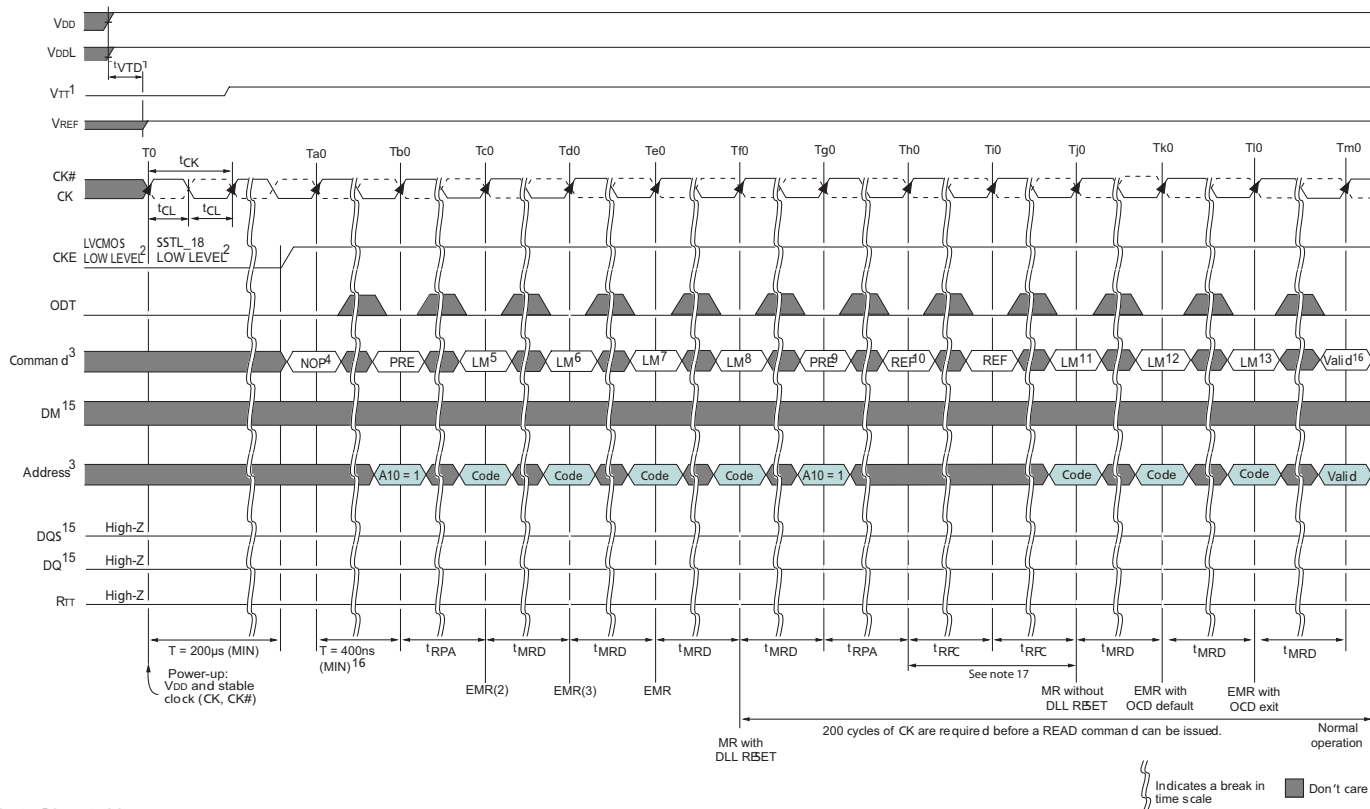 VDD
VDDL
tVTD1
VTT1
VREF
T0 Ta0 Tb0 Tc0 Td0 Te0 Tf0 Tg0 Th0 Ti0 Tj0 Tk0 Tl0 Tm0
tCK
CK#
CK
tCL tCL
CKE LVCMOS LOW LEVEL2 SSTL_18 LOW LEVEL2
ODT
Command3 NOP4 PRE LM5 LM6 LM7 LM8 PRE9 REF10 REF LM11 LM12 LM13 Valid16
DM15
Address3 A10 = 1 Code Code Code Code A10 = 1 Code Code Code Valid
DQS15 High-Z
DQ15 High-Z
RTT High-Z
T = 200μs (MIN) T = 400ns (MIN)16 tRPA tMRD tMRD tMRD tMRD tRPA tRFC tRFC tMRD tMRD tMRD
See note 17
Power-up:
VDD and stable
clock (CK, CK#)
EMR(2) EMR(3) EMR
MR without
DLL RESET
EMR with
OCD default
EMR with
OCD exit
MR with
DLL RESET
200 cycles of CK are required before a READ command can be issued.
Normal
operation
Indicates a break in
time scale
Don't care